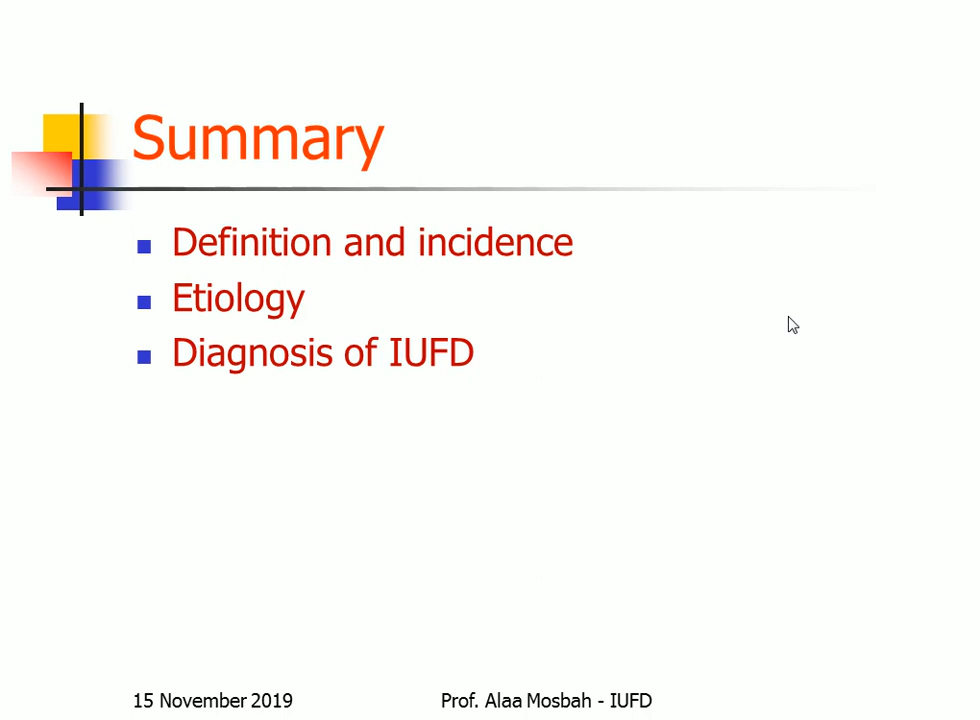 Summary
Definition and incidence
Etiology
Diagnosis of IUFD
15 November 2019
Prof. Alaa Mosbah - IUFD